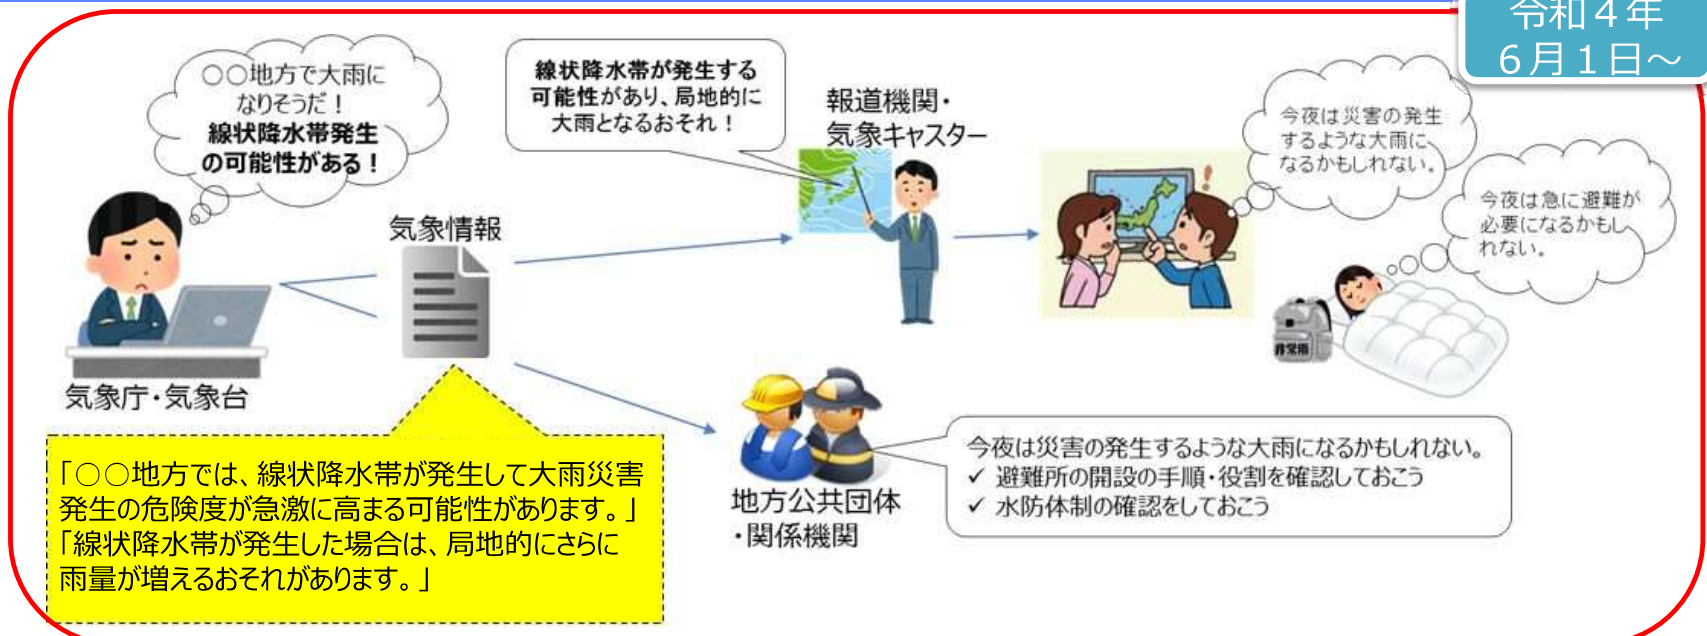 令和４年
６月１日～
○○地方で大雨に
なりそうだ！
線状降水帯発生
の可能性がある！
線状降水帯が発生する
可能性があり、局地的に
大雨となるおそれ！
報道機関・
気象キャスター
今夜は災害の発生
するような大雨に
なるかもしれない。
今夜は急に避難が
必要になるかもし
れない。
気象情報
非常用
気象庁・気象台
「○○地方では、線状降水帯が発生して大雨災害
発生の危険度が急激に高まる可能性があります。」
「線状降水帯が発生した場合は、局地的にさらに
雨量が増えるおそれがあります。」
地方公共団体
・関係機関
今夜は災害の発生するような大雨になるかもしれない。
✓ 避難所の開設の手順・役割を確認しておこう
✓ 水防体制の確認をしておこう